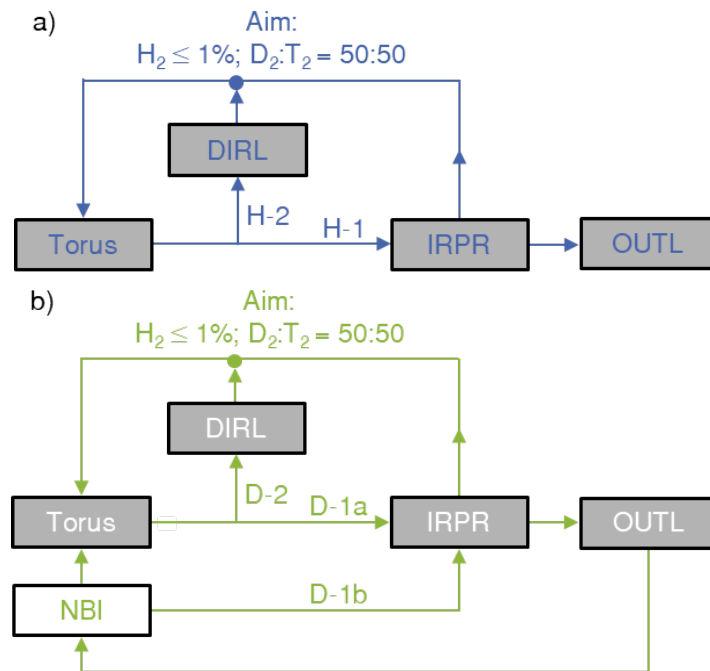 a)
Aim:
H₂ ≤ 1%; D₂:T₂ = 50:50
DIRL
H-2
H-1
Torus
IRPR
OUTL
b)
Aim:
H₂ ≤ 1%; D₂:T₂ = 50:50
DIRL
D-2
D-1a
Torus
IRPR
OUTL
NBI
D-1b